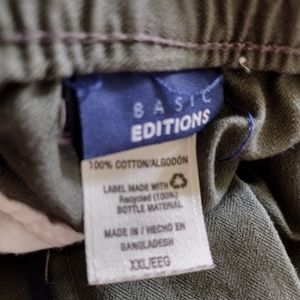 BASIC
EDITIONS
100% COTTON/ALGODÓN
LABEL MADE WITH
Recycled (100%)
BOTTLE MATERIAL
MADE IN / HECHO EN
BANGLADESH
XXL/EEG